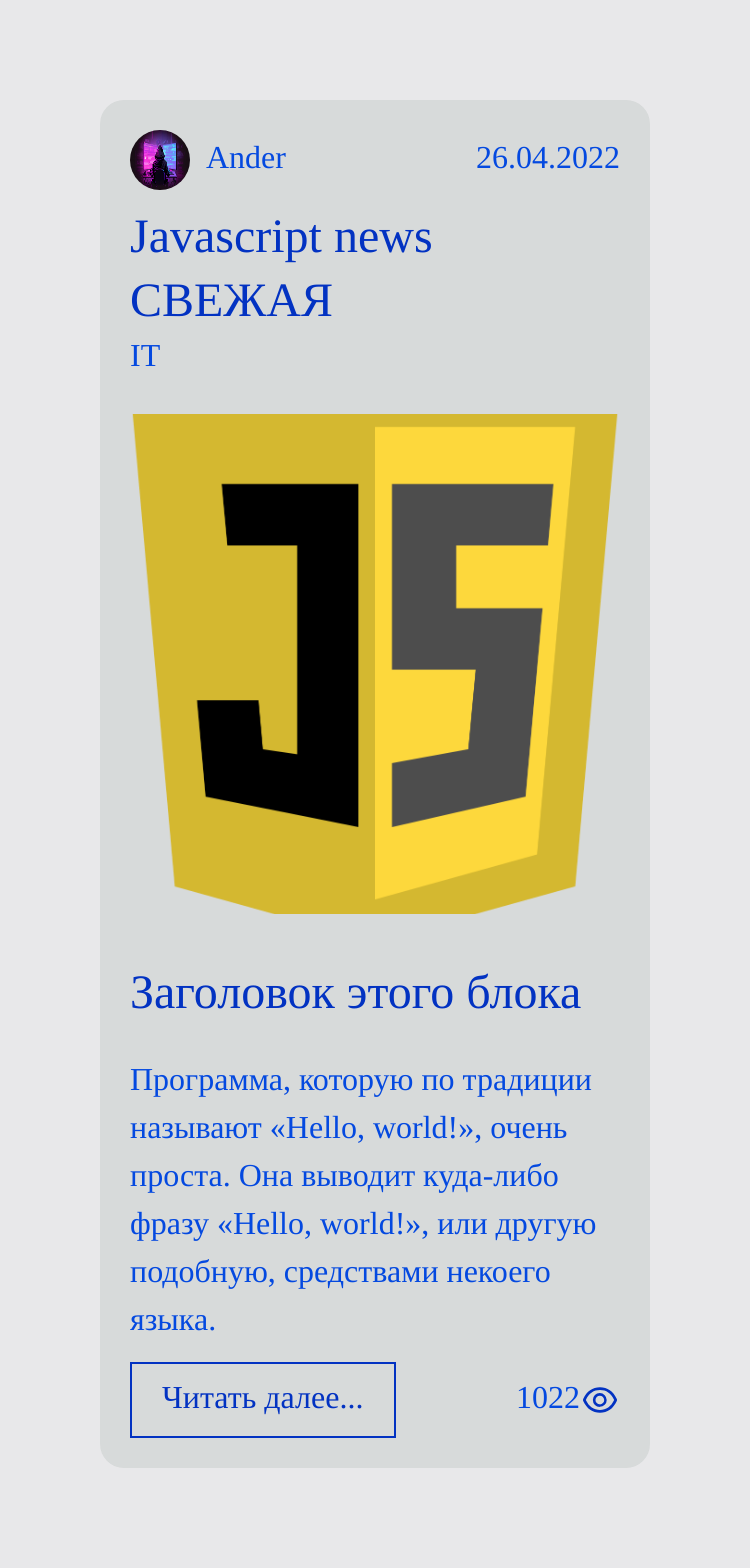 Ander 26.04.2022
Javascript news
СВЕЖАЯ
IT
JS
Заголовок этого блока
Программа, которую по традиции
называют «Hello, world!», очень
проста. Она выводит куда-либо
фразу «Hello, world!», или другую
подобную, средствами некоего
языка.
Читать далее... 1022